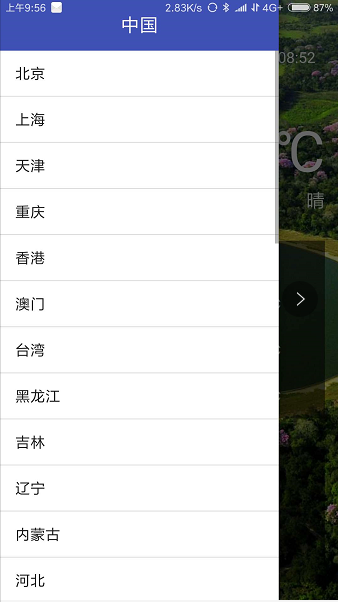 上午9:56 2.83K/s 4G+ 87%
中国
08:52
北京
上海
℃
天津
晴
重庆
香港
澳门
台湾
黑龙江
吉林
辽宁
内蒙古
河北